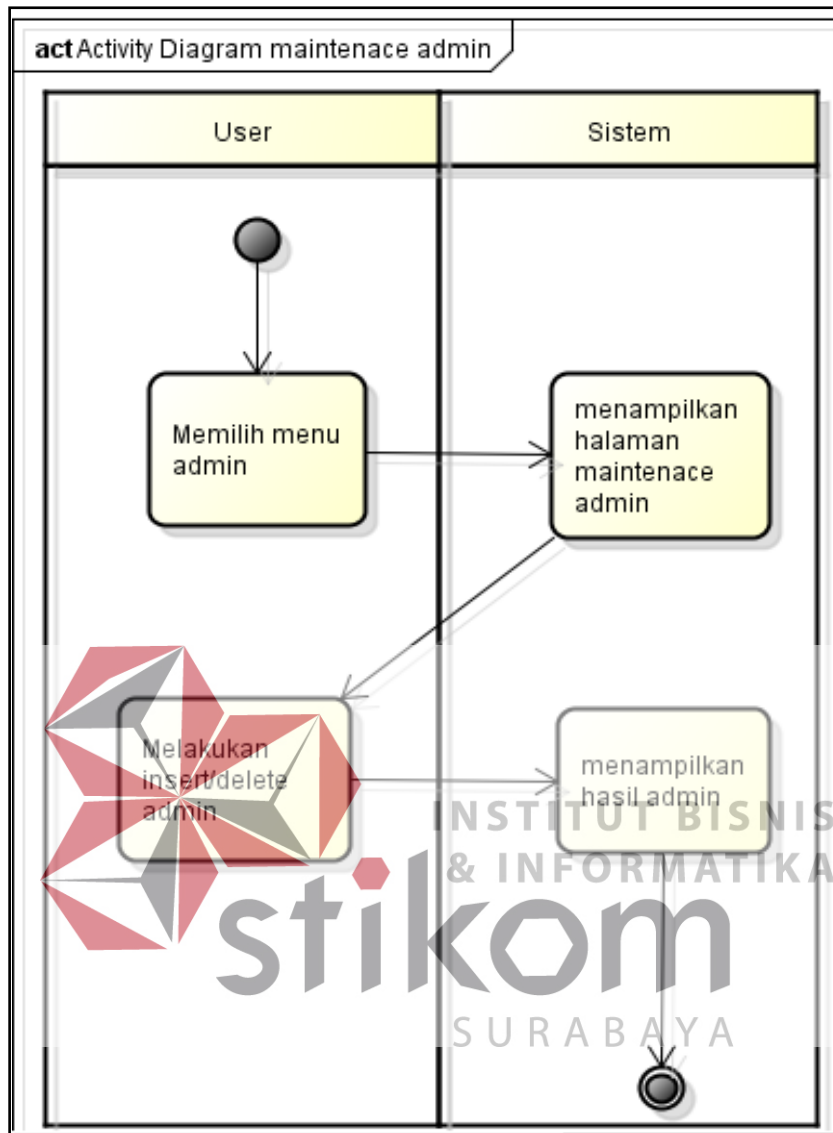 act Activity Diagram maintenace admin
User
Sistem
Memilih menu
admin
menampilkan
halaman
maintenace
admin
Melakukan
insert/delete
admin
menampilkan
hasil admin
INSTITUT BISNIS
& INFORMATIKA
stikom
SURABAYA